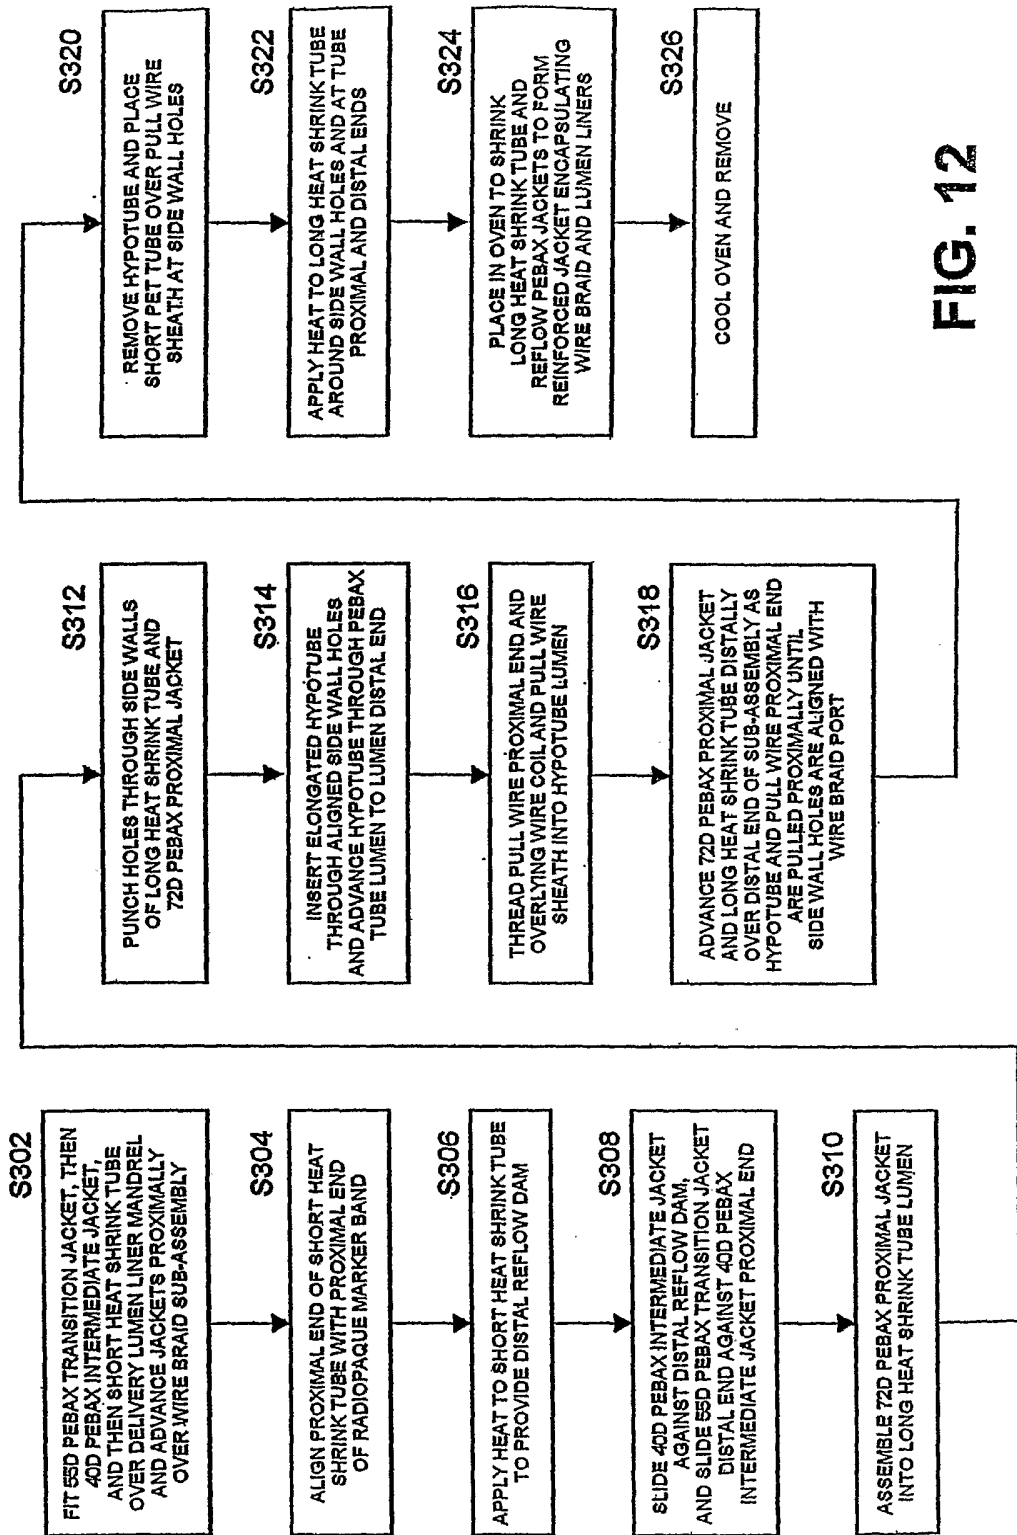 S302
FIT 55D PEBAX TRANSITION JACKET, THEN
40D PEBAX INTERMEDIATE JACKET,
AND THEN SHORT HEAT SHRINK TUBE
OVER DELIVERY LUMEN LINER MANDREL
AND ADVANCE JACKETS PROXIMALLY
OVER WIRE BRAID SUB-ASSEMBLY
S304
ALIGN PROXIMAL END OF SHORT HEAT
SHRINK TUBE WITH PROXIMAL END
OF RADIOPAQUE MARKER BAND
S306
APPLY HEAT TO SHORT HEAT SHRINK TUBE
TO PROVIDE DISTAL REFLOW DAM
S308
SLIDE 40D PEBAX INTERMEDIATE JACKET
AGAINST DISTAL REFLOW DAM,
AND SLIDE 55D PEBAX TRANSITION JACKET
DISTAL END AGAINST 40D PEBAX
INTERMEDIATE JACKET PROXIMAL END
S310
ASSEMBLE 72D PEBAX PROXIMAL JACKET
INTO LONG HEAT SHRINK TUBE LUMEN
S312
PUNCH HOLES THROUGH SIDE WALLS
OF LONG HEAT SHRINK TUBE AND
72D PEBAX PROXIMAL JACKET
S314
INSERT ELONGATED HYPOTUBE
THROUGH ALIGNED SIDE WALL HOLES
AND ADVANCE HYPOTUBE THROUGH PEBAX
TUBE LUMEN TO LUMEN DISTAL END
S316
THREAD PULL WIRE PROXIMAL END AND
OVERLYING WIRE COIL AND PULL WIRE
SHEATH INTO HYPOTUBE LUMEN
S318
ADVANCE 72D PEBAX PROXIMAL JACKET
AND LONG HEAT SHRINK TUBE DISTALLY
OVER DISTAL END OF SUB-ASSEMBLY AS
HYPOTUBE AND PULL WIRE PROXIMAL END
ARE PULLED PROXIMALLY UNTIL
SIDE WALL HOLES ARE ALIGNED WITH
WIRE BRAID PORT
S320
REMOVE HYPOTUBE AND PLACE
SHORT PET TUBE OVER PULL WIRE
SHEATH AT SIDE WALL HOLES
S322
APPLY HEAT TO LONG HEAT SHRINK TUBE
AROUND SIDE WALL HOLES AND AT TUBE
PROXIMAL AND DISTAL ENDS
S324
PLACE IN OVEN TO SHRINK
LONG HEAT SHRINK TUBE AND
REFLOW PEBAX JACKETS TO FORM
REINFORCED JACKET ENCAPSULATING
WIRE BRAID AND LUMEN LINERS
S326
COOL OVEN AND REMOVE
FIG. 12